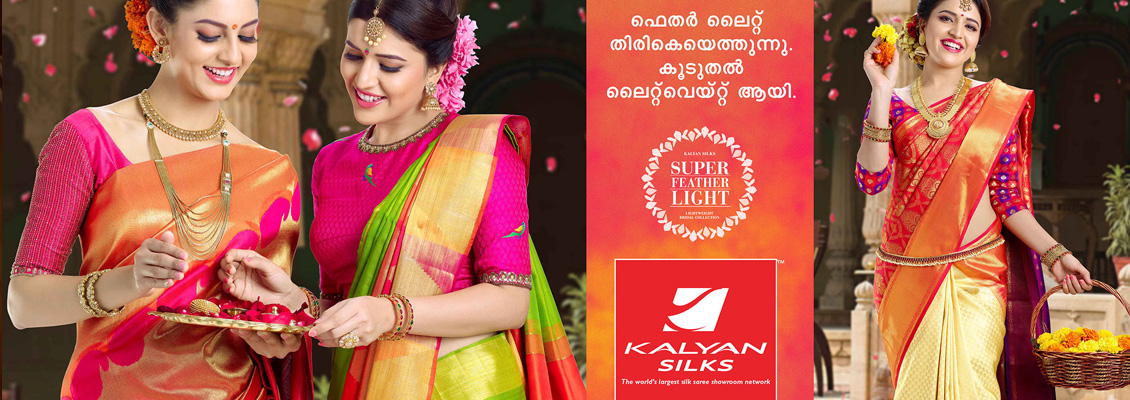 ഫെതർ ലൈറ്റ്
തിരികെയെത്തുന്നു.
കൂടുതൽ
ലൈറ്റ്‌വെയ്റ്റ് ആയി.
KALYAN SILKS
SUPER
FEATHER
LIGHT
LIGHTWEIGHT
BRIDAL COLLECTION
TM
KALYAN
SILKS
The world's largest silk saree showroom network